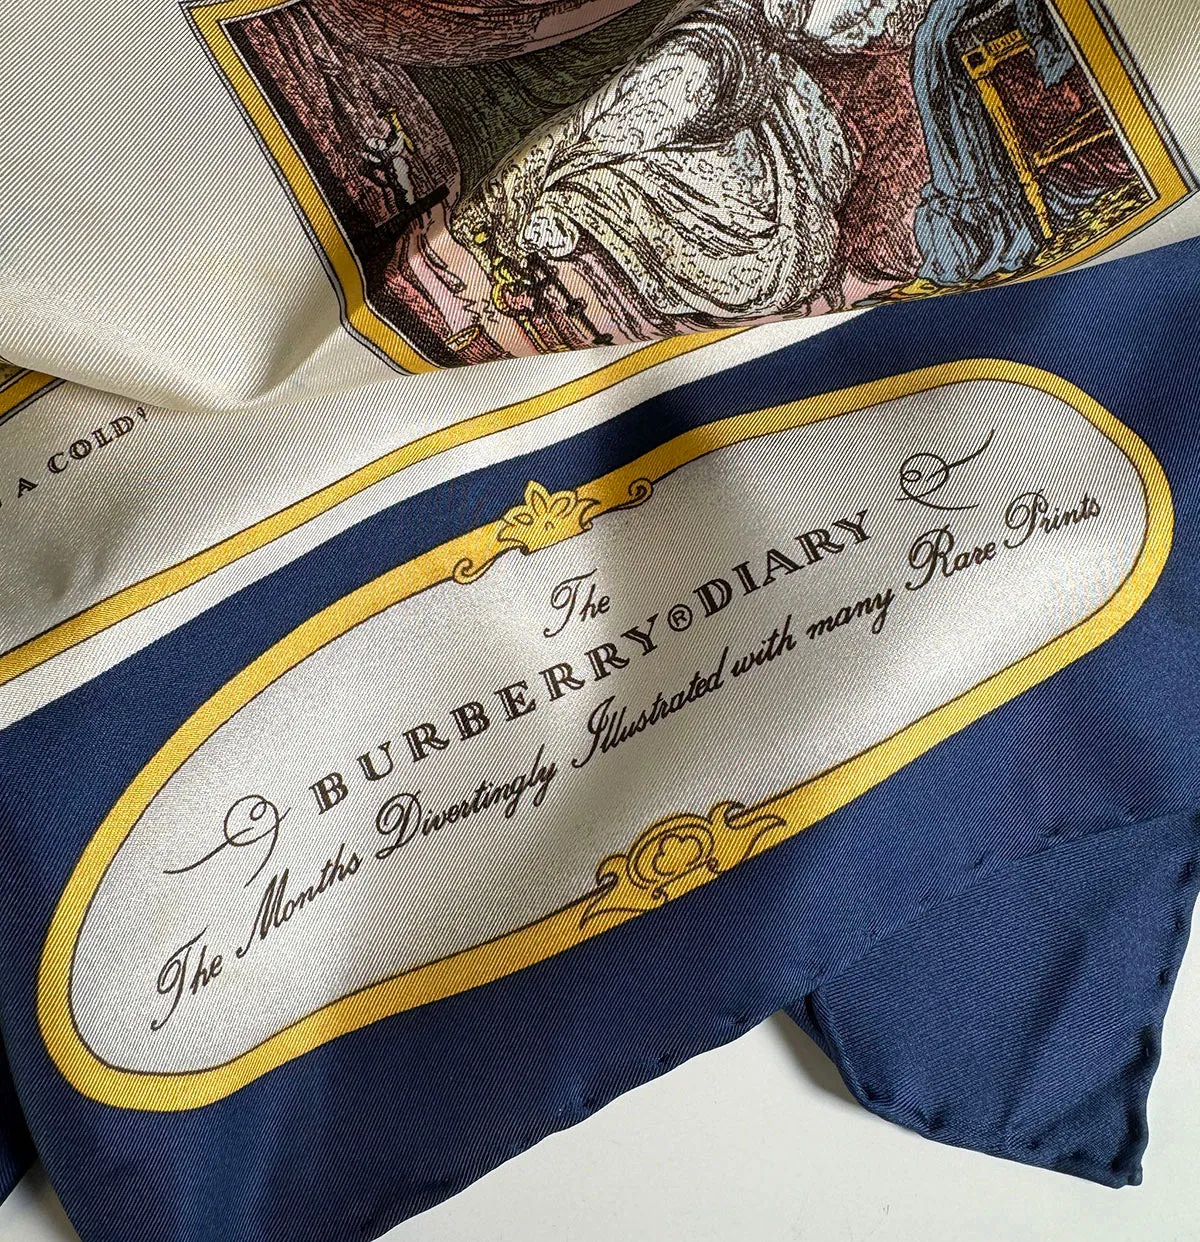 A COLD!
The
BURBERRY® DIARY
The Months Divertingly Illustrated with many Rare Prints